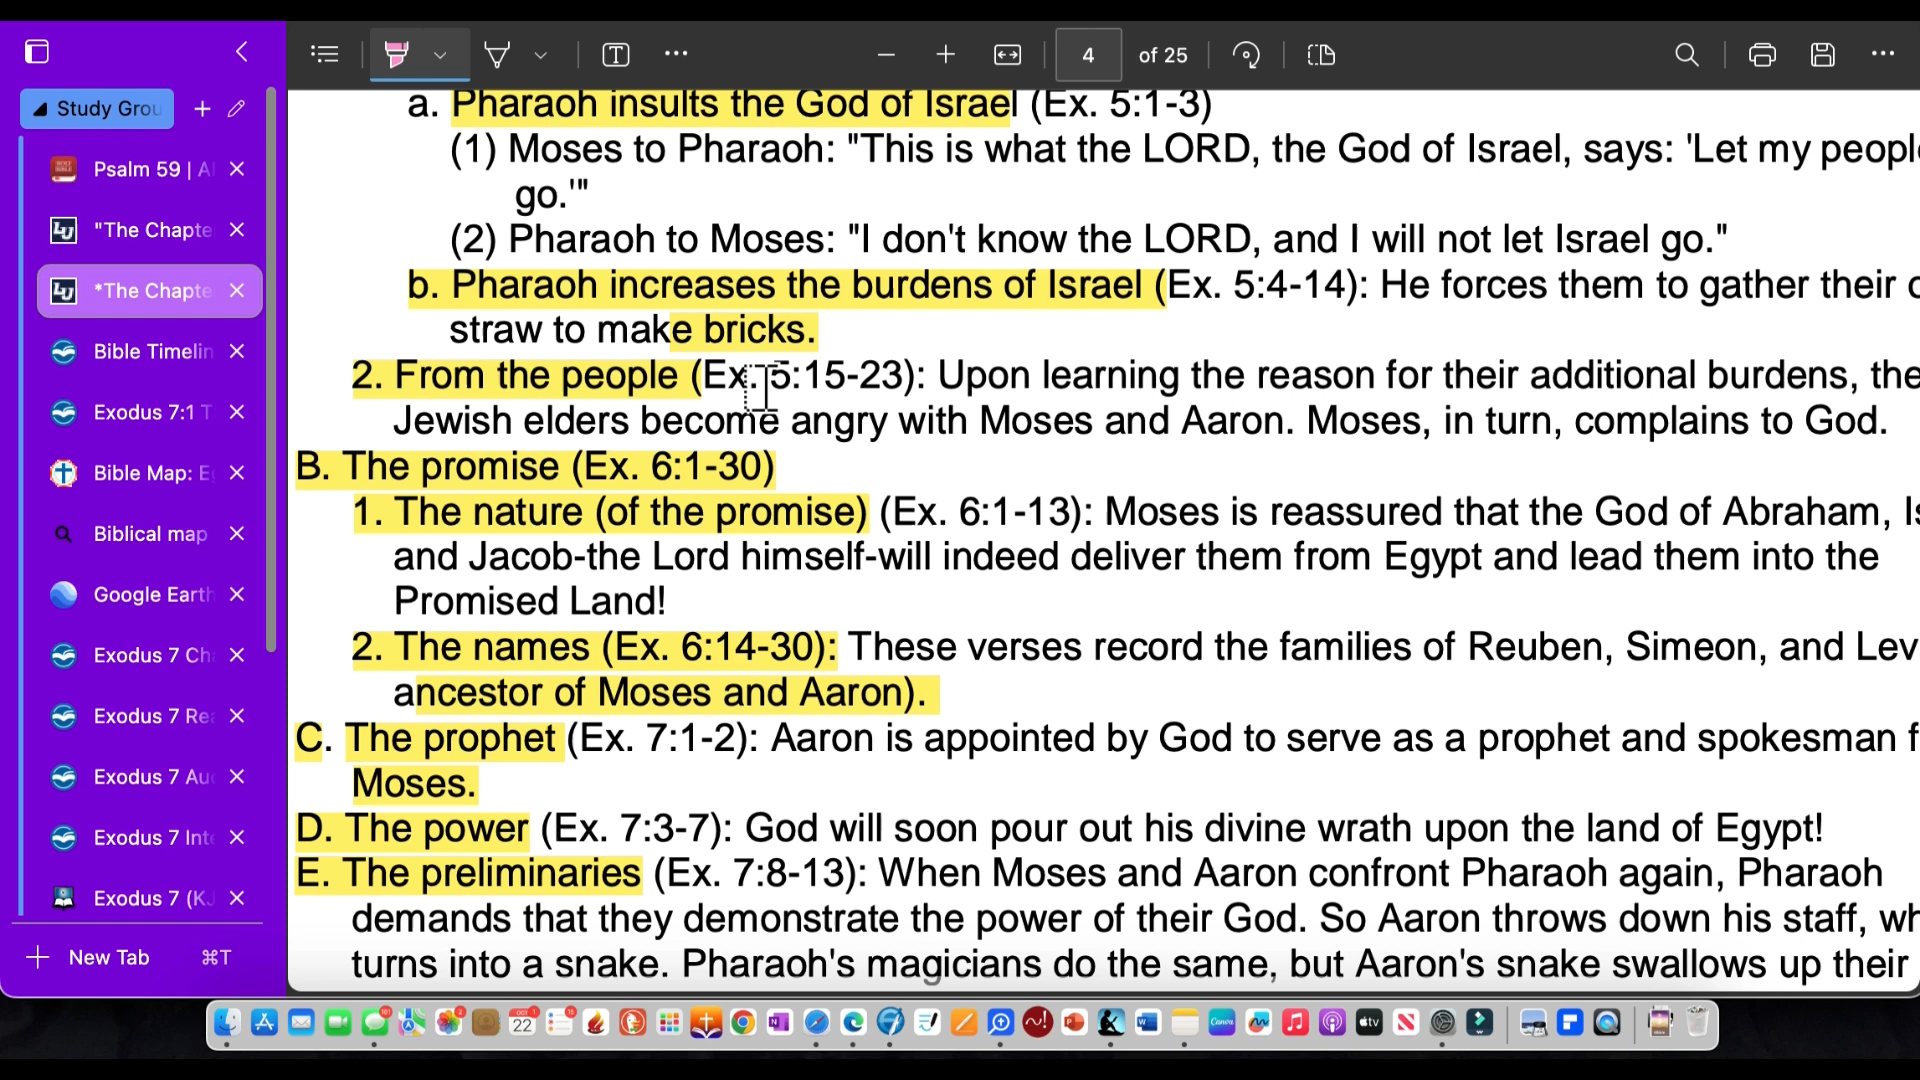 4 of 25
Study Grou
Psalm 59 | Al
"The Chapte
*The Chapte
Bible Timelin
Exodus 7:1 T
Bible Map: E
Biblical map
Google Earth
Exodus 7 Ch
Exodus 7 Re
Exodus 7 Au
Exodus 7 Int
Exodus 7 (KJ
New Tab ⌘T
a. Pharaoh insults the God of Israel (Ex. 5:1-3)
(1) Moses to Pharaoh: "This is what the LORD, the God of Israel, says: 'Let my peopl
go.'"
(2) Pharaoh to Moses: "I don't know the LORD, and I will not let Israel go."
b. Pharaoh increases the burdens of Israel (Ex. 5:4-14): He forces them to gather their
straw to make bricks.
2. From the people (Ex. 5:15-23): Upon learning the reason for their additional burdens, the
Jewish elders become angry with Moses and Aaron. Moses, in turn, complains to God.
B. The promise (Ex. 6:1-30)
1. The nature (of the promise) (Ex. 6:1-13): Moses is reassured that the God of Abraham, Is
and Jacob-the Lord himself-will indeed deliver them from Egypt and lead them into the
Promised Land!
2. The names (Ex. 6:14-30): These verses record the families of Reuben, Simeon, and Lev
ancestor of Moses and Aaron).
C. The prophet (Ex. 7:1-2): Aaron is appointed by God to serve as a prophet and spokesman f
Moses.
D. The power (Ex. 7:3-7): God will soon pour out his divine wrath upon the land of Egypt!
E. The preliminaries (Ex. 7:8-13): When Moses and Aaron confront Pharaoh again, Pharaoh
demands that they demonstrate the power of their God. So Aaron throws down his staff, wh
turns into a snake. Pharaoh's magicians do the same, but Aaron's snake swallows up their
22
Canva
tv